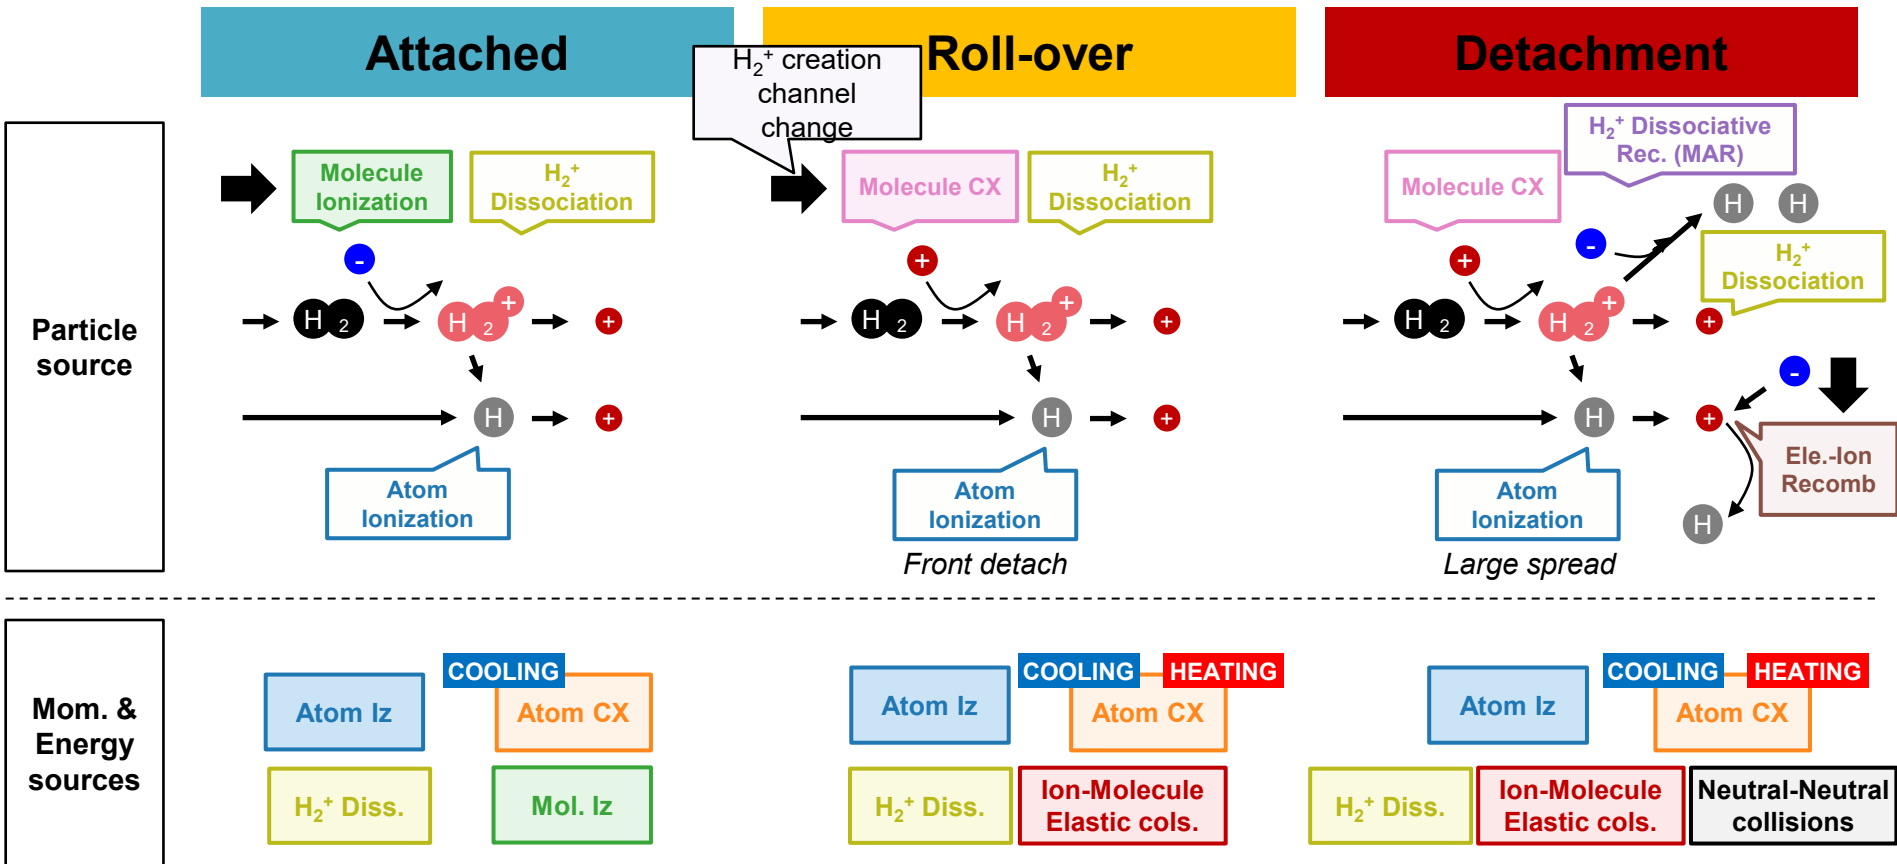 Attached
Roll-over
Detachment
H₂⁺ creation
channel
change
Particle
source
Molecule
Ionization
H₂⁺
Dissociation
-
H 2 +
+
H 2
H
+
Atom
Ionization
Molecule CX
H₂⁺
Dissociation
+
H 2 +
+
H 2
H
+
Atom
Ionization
Front detach
Molecule CX
H₂⁺ Dissociative
Rec. (MAR)
H H
H₂⁺
Dissociation
+
-
H 2 +
+
H 2
-
H
+
Ele.-Ion
Recomb
H
Atom
Ionization
Large spread
Mom. &
Energy
sources
COOLING
Atom Iz
Atom CX
H₂⁺ Diss.
Mol. Iz
COOLING
HEATING
Atom Iz
Atom CX
H₂⁺ Diss.
Ion-Molecule
Elastic cols.
COOLING
HEATING
Atom Iz
Atom CX
H₂⁺ Diss.
Ion-Molecule
Elastic cols.
Neutral-Neutral
collisions